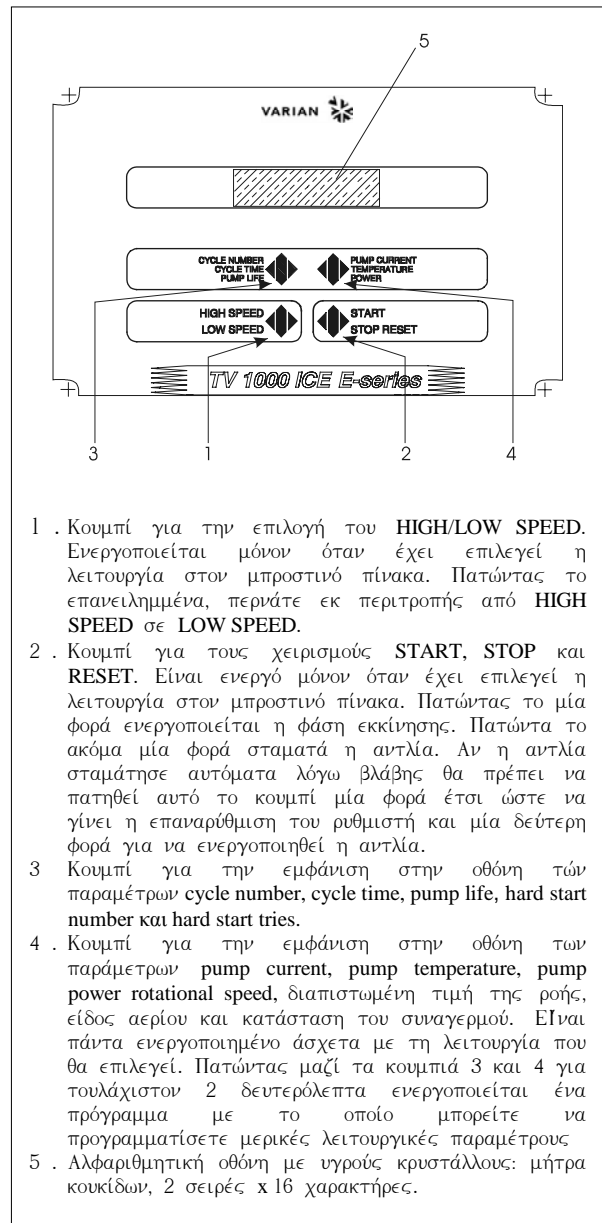 5
VARIAN
CYCLE NUMBER
CYCLE TIME
PUMP LIFE
PUMP CURRENT
TEMPERATURE
POWER
HIGH SPEED
LOW SPEED
START
STOP RESET
TV 1000 ICE E-series
3 1 2 4
1 . Κουμπί για την επιλογή του HIGH/LOW SPEED.
Ενεργοποιείται μόνον όταν έχει επιλεγεί η
λειτουργία στον μπροστινό πίνακα. Πατώντας το
επανειλημμένα, περνάτε εκ περιτροπής από HIGH
SPEED σε LOW SPEED.
2 . Κουμπί για τους χειρισμούς START, STOP και
RESET. Είναι ενεργό μόνον όταν έχει επιλεγεί η
λειτουργία στον μπροστινό πίνακα. Πατώντας το μία
φορά ενεργοποιείται η φάση εκκίνησης. Πατώντα το
ακόμα μία φορά σταματά η αντλία. Αν η αντλία
σταμάτησε αυτόματα λόγω βλάβης θα πρέπει να
πατηθεί αυτό το κουμπί μία φορά έτσι ώστε να
γίνει η επαναρύθμιση του ρυθμιστή και μία δεύτερη
φορά για να ενεργοποιηθεί η αντλία.
3 Κουμπί για την εμφάνιση στην οθόνη τών
παραμέτρων cycle number, cycle time, pump life, hard start
number και hard start tries.
4 . Κουμπί για την εμφάνιση στην οθόνη των
παράμετρων pump current, pump temperature, pump
power rotational speed, διαπιστωμένη τιμή της ροής,
είδος αερίου και κατάσταση του συναγερμού. ΕΙναι
πάντα ενεργοποιημένο άσχετα με τη λειτουργία που
θα επιλεγεί. Πατώντας μαζί τα κουμπιά 3 και 4 για
τουλάχιστον 2 δευτερόλεπτα ενεργοποιείται ένα
πρόγραμμα με το οποίο μπορείτε να
προγραμματίσετε μερικές λειτουργικές παραμέτρους
5 . Αλφαριθμητική οθόνη με υγρούς κρυστάλλους: μήτρα
κουκίδων, 2 σειρές x 16 χαρακτήρες.